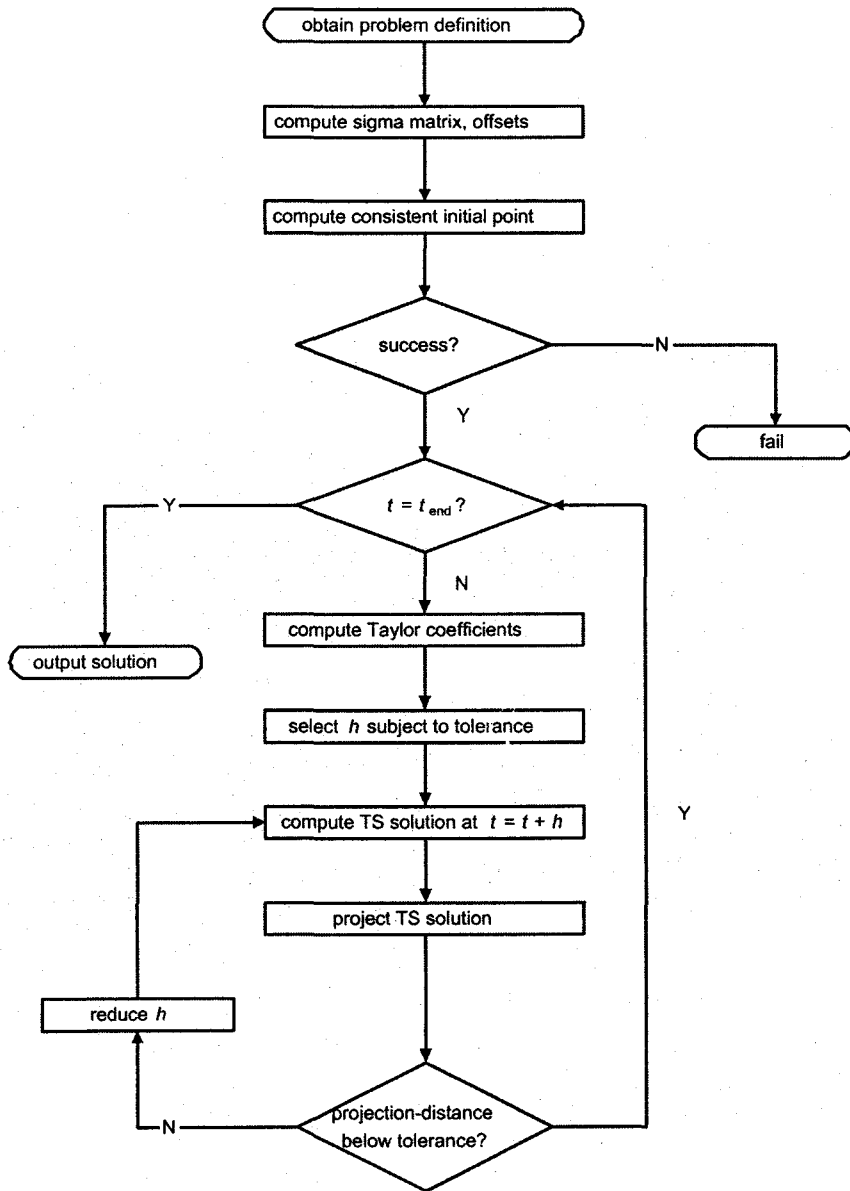 obtain problem definition
compute sigma matrix, offsets
compute consistent initial point
success?
N
Y
fail
t = t end ?
Y
N
compute Taylor coefficients
output solution
select h subject to tolerance
compute TS solution at t = t + h
Y
project TS solution
reduce h
projection-distance
below tolerance?
N